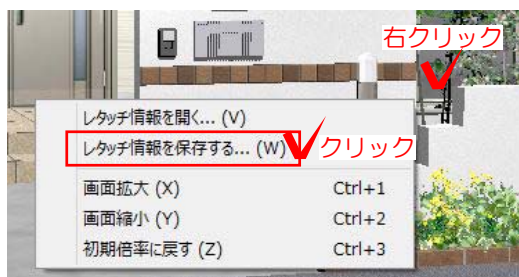 右クリック
レタッチ情報を開く... (V)
レタッチ情報を保存する... (W)
クリック
画面拡大 (X) Ctrl+1
画面縮小 (Y) Ctrl+2
初期倍率に戻す (Z) Ctrl+3